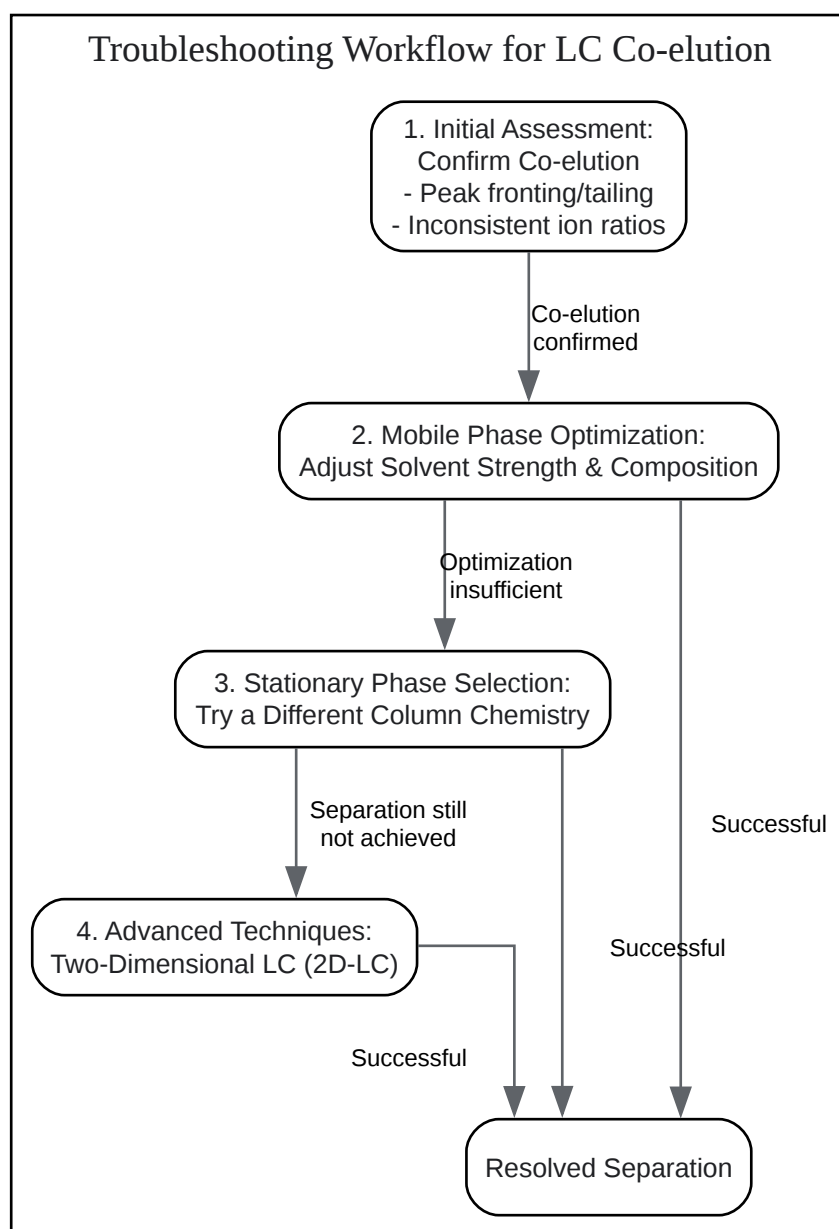 Troubleshooting Workflow for LC Co-elution
1. Initial Assessment:
Confirm Co-elution
- Peak fronting/tailing
- Inconsistent ion ratios
Co-elution
confirmed
2. Mobile Phase Optimization:
Adjust Solvent Strength & Composition
Optimization
insufficient
3. Stationary Phase Selection:
Try a Different Column Chemistry
Separation still
not achieved
Successful
4. Advanced Techniques:
Two-Dimensional LC (2D-LC)
Successful
Successful
Resolved Separation